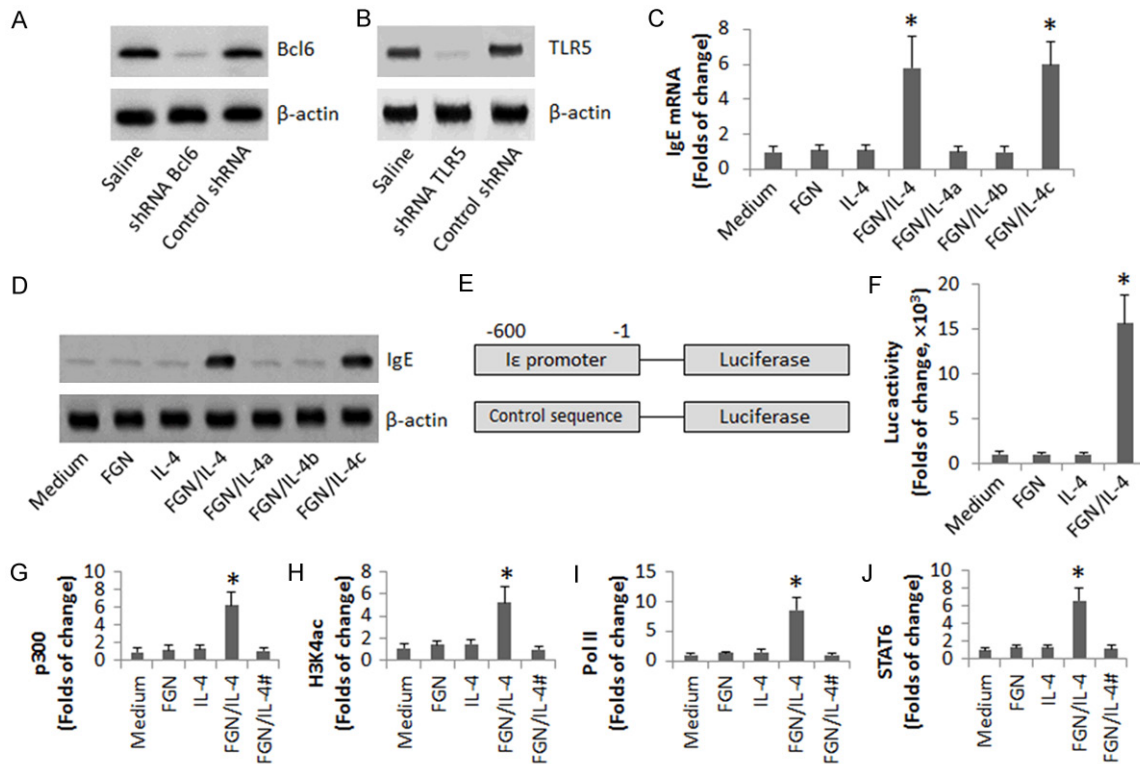 A
Bcl6
β-actin
Saline
shRNA Bcl6
Control shRNA
B
TLR5
β-actin
Saline
shRNA TLR5
Control shRNA
C
IgE mRNA
(Folds of change)
8
6
4
2
0
*
*
Medium
FGN
IL-4
FGN/IL-4
FGN/IL-4a
FGN/IL-4b
FGN/IL-4c
D
IgE
β-actin
Medium
FGN
IL-4
FGN/IL-4
FGN/IL-4a
FGN/IL-4b
FGN/IL-4c
E
-600 -1
Iε promoter Luciferase
Control sequence Luciferase
F
Luc activity
(Folds of change, ×10³)
20
15
10
5
0
*
Medium
FGN
IL-4
FGN/IL-4
G
p300
(Folds of change)
10
8
6
4
2
0
*
Medium
FGN
IL-4
FGN/IL-4
FGN/IL-4#
H
H3K4ac
(Folds of change)
8
6
4
2
0
*
Medium
FGN
IL-4
FGN/IL-4
FGN/IL-4#
I
Pol II
(Folds of change)
15
10
5
0
*
Medium
FGN
IL-4
FGN/IL-4
FGN/IL-4#
J
STAT6
(Folds of change)
10
8
6
4
2
0
*
Medium
FGN
IL-4
FGN/IL-4
FGN/IL-4#